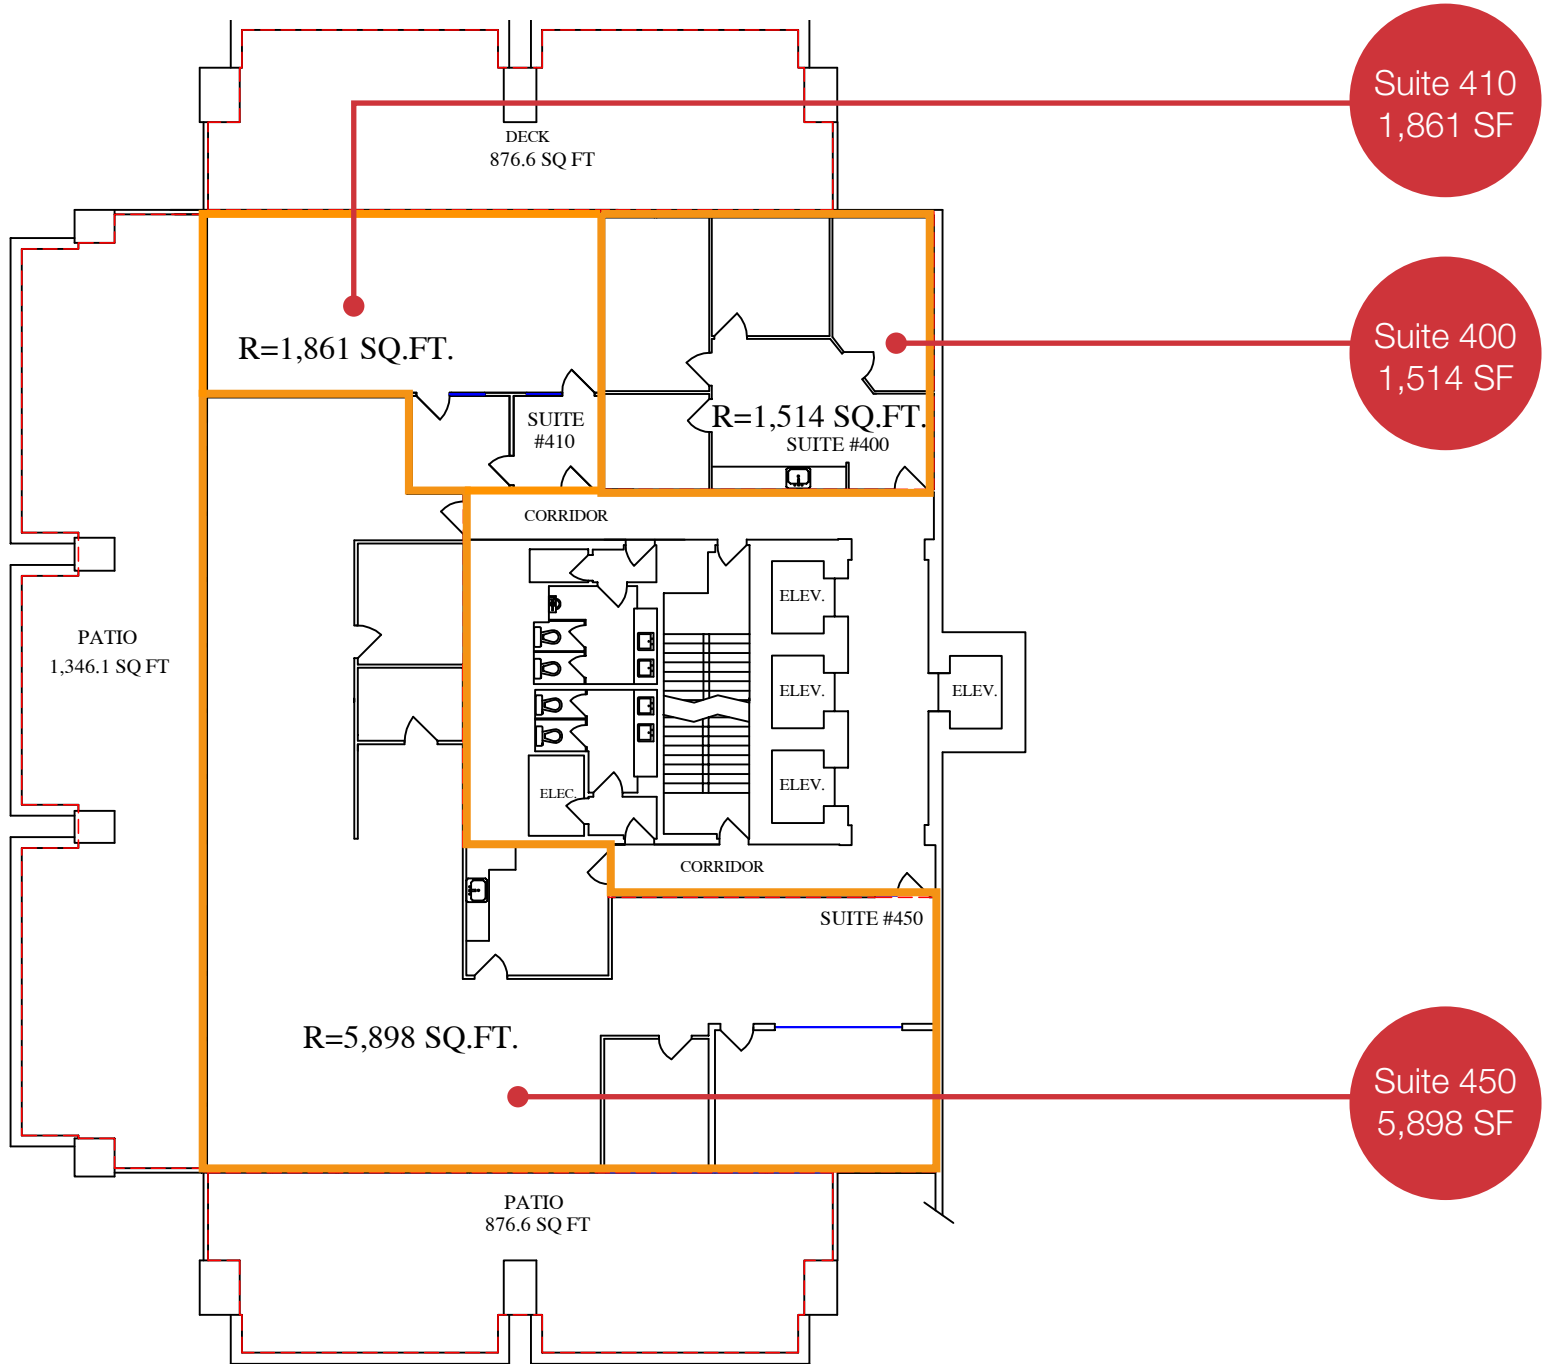 Suite 410
1,861 SF
DECK
876.6 SQ FT
R=1,861 SQ.FT.
Suite 400
1,514 SF
SUITE
#410
R=1,514 SQ.FT.
SUITE #400
CORRIDOR
ELEV.
PATIO
1,346.1 SQ FT
ELEV.
ELEV.
ELEV.
ELEC.
CORRIDOR
SUITE #450
R=5,898 SQ.FT.
Suite 450
5,898 SF
PATIO
876.6 SQ FT